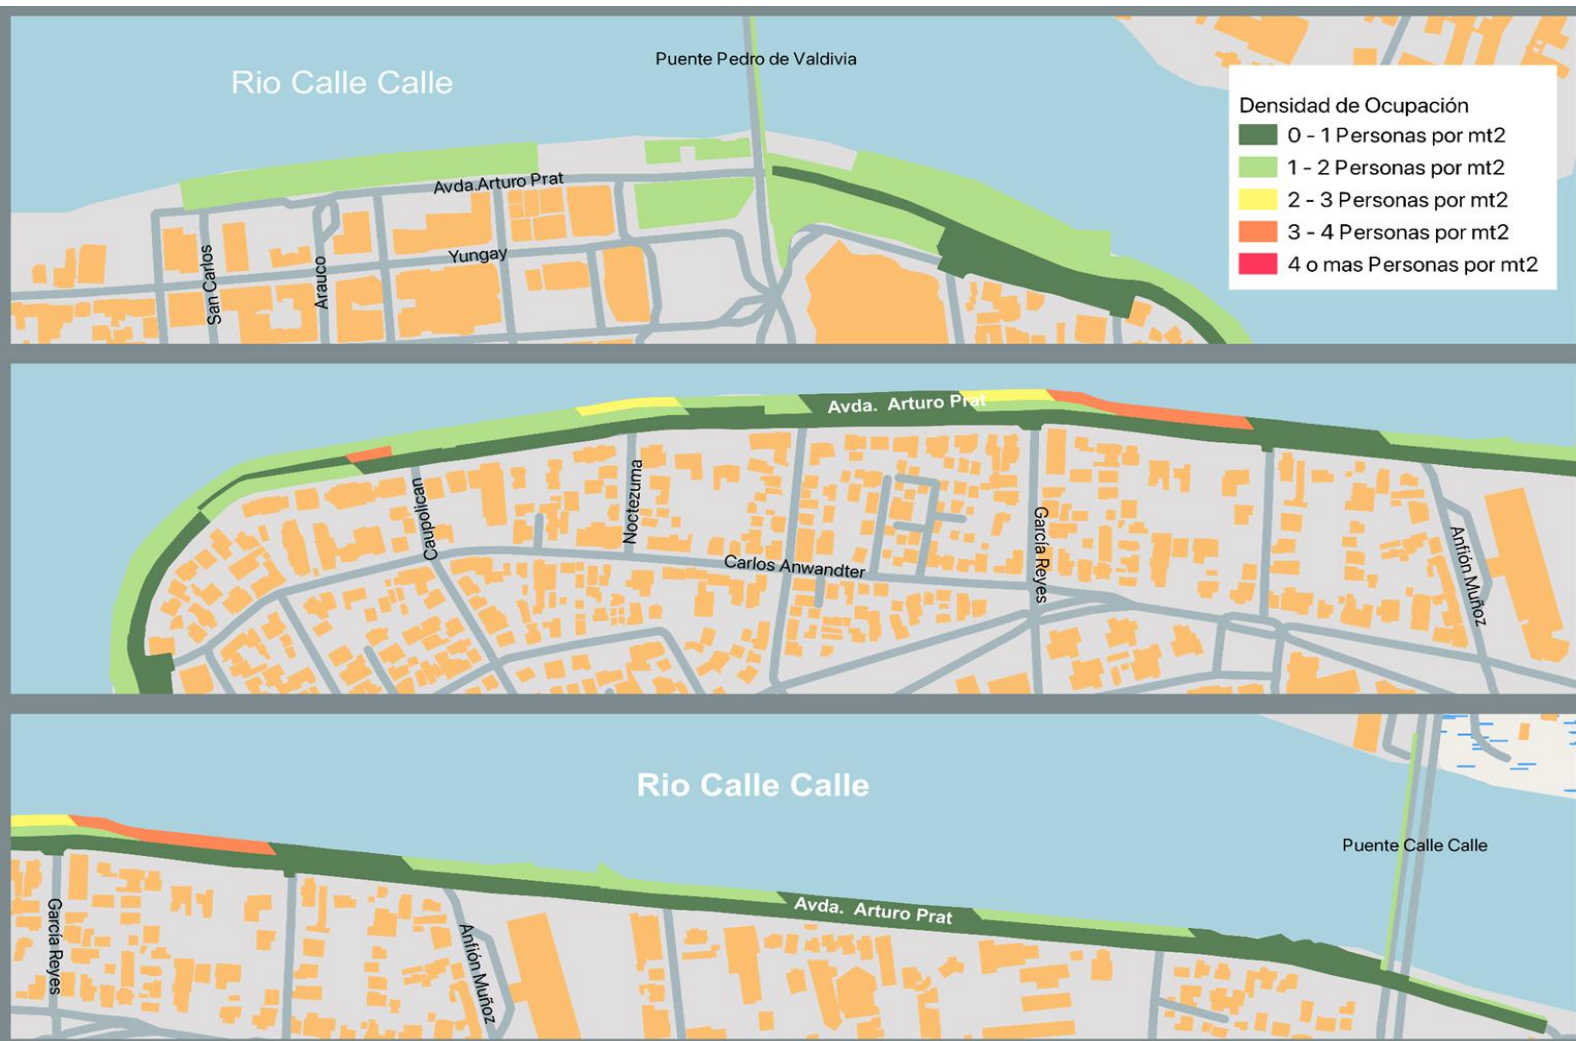 Puente Pedro de Valdivia
Rio Calle Calle
Densidad de Ocupación
0 - 1 Personas por mt2
1 - 2 Personas por mt2
2 - 3 Personas por mt2
3 - 4 Personas por mt2
4 o mas Personas por mt2
Avda.Arturo Prat
Yungay
San Carlos
Arauco
Avda. Arturo Prat
Caupolican
Noctezuma
Carlos Anwandter
García Reyes
Anfión Muñoz
Rio Calle Calle
Puente Calle Calle
Avda. Arturo Prat
García Reyes
Anfión Muñoz